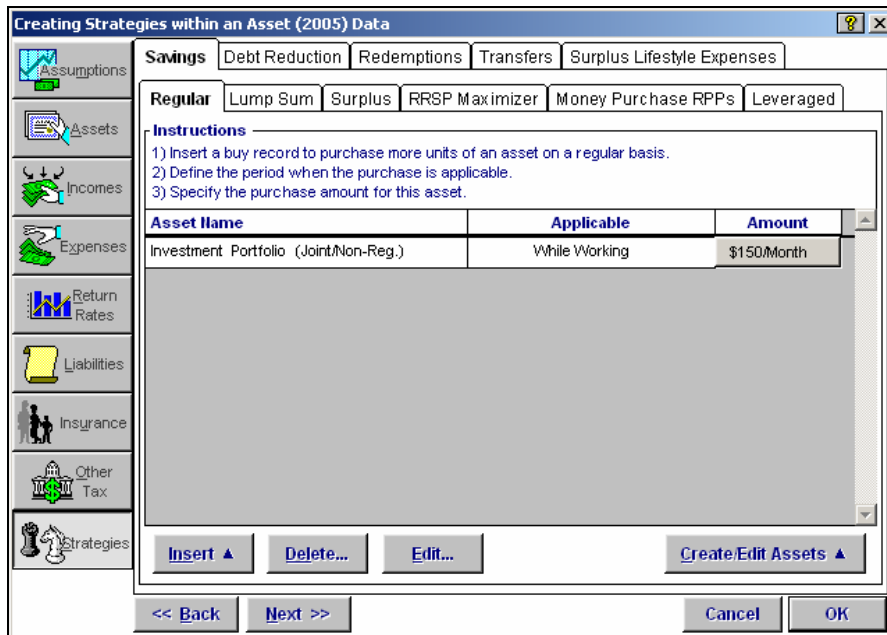 Creating Strategies within an Asset (2005) Data
Assumptions
Assets
Incomes
Expenses
Return
Rates
Liabilities
Insurance
Other
Tax
Strategies
Savings Debt Reduction Redemptions Transfers Surplus Lifestyle Expenses
Regular Lump Sum Surplus RRSP Maximizer Money Purchase RPPs Leveraged
Instructions
1) Insert a buy record to purchase more units of an asset on a regular basis.
2) Define the period when the purchase is applicable.
3) Specify the purchase amount for this asset.
Asset Name Applicable Amount
Investment Portfolio (Joint/Non-Reg.) While Working $150/Month
Insert ▲ Delete... Edit... Create/Edit Assets ▲
<< Back Next >> Cancel OK